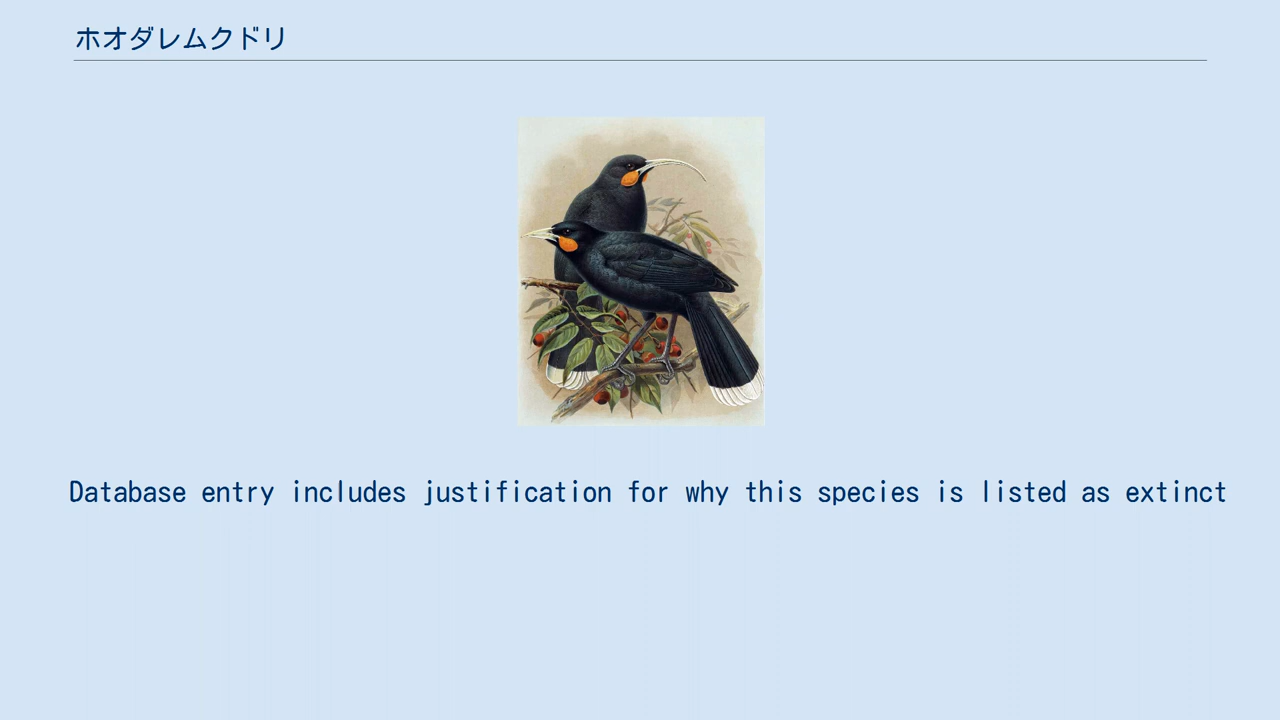 ホオダレムクドリ
Database entry includes justification for why this species is listed as extinct